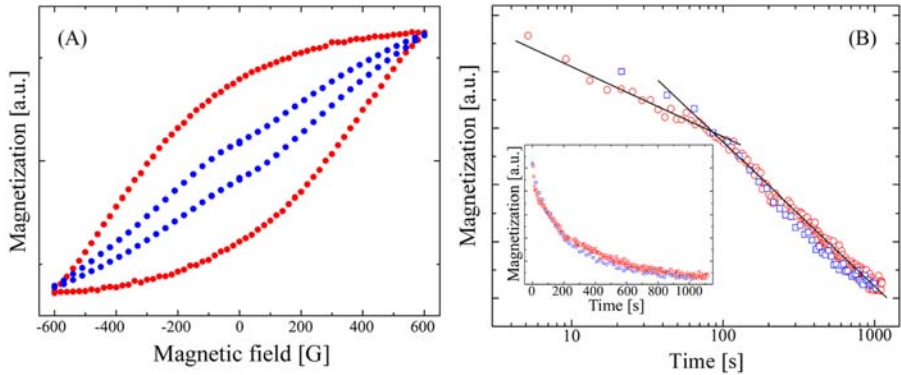 (A)
Magnetization [a.u.]
-600 -400 -200 0 200 400 600
Magnetic field [G]
(B)
Magnetization [a.u.]
10 100 1000
Time [s]
Magnetization [a.u.]
0 200 400 600 800 1000
Time [s]